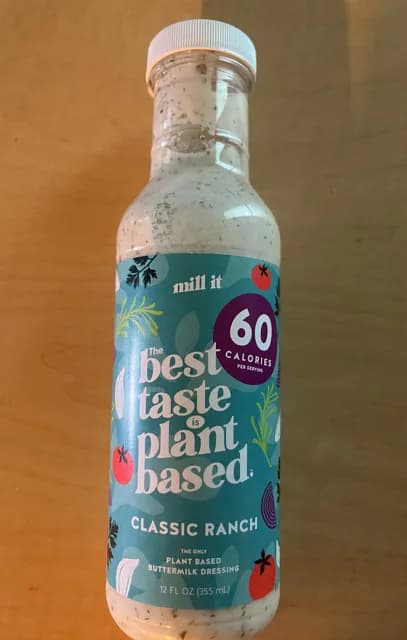 mill it
60
CALORIES
PER SERVING
The
best
taste
is
plant
based.
CLASSIC RANCH
THE ONLY
PLANT BASED
BUTTERMILK DRESSING
12 FL OZ (355 mL)